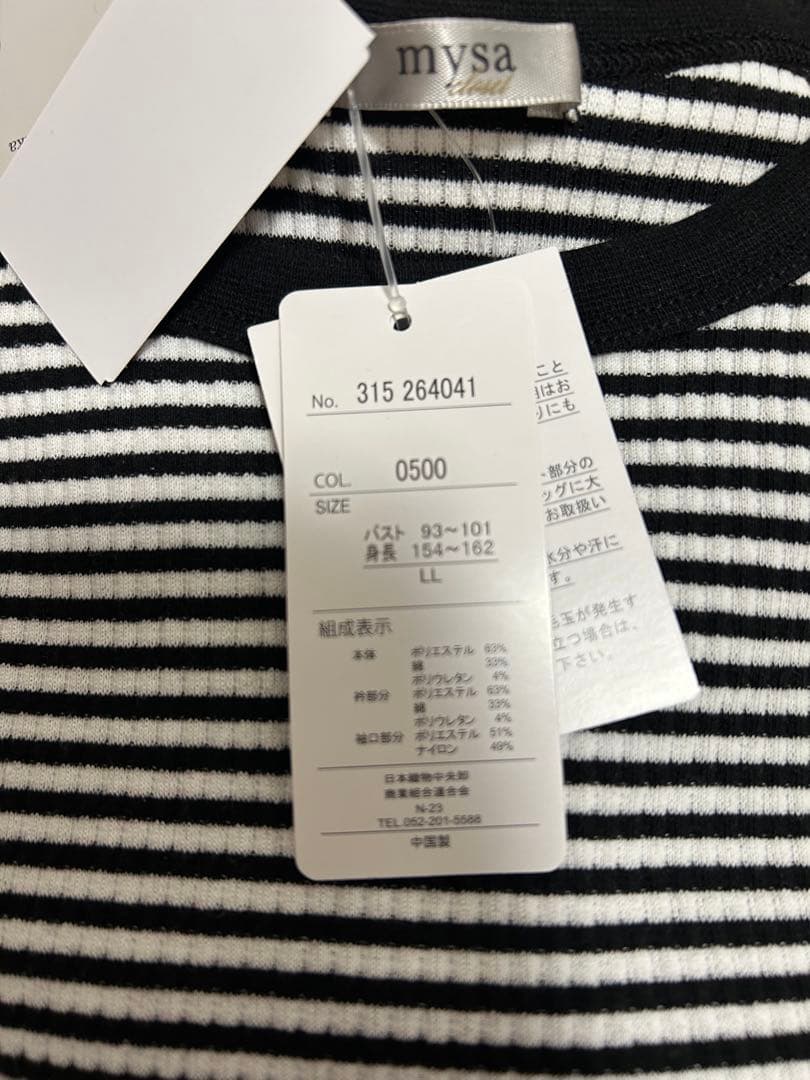 mysa
closet
No. 315 264041
COL. 0500
SIZE
バスト 93～101
身長 154～162
LL
組成表示
本体 ポリエステル 63%
綿 33%
ポリウレタン 4%
衿部分 ポリエステル 63%
綿 33%
ポリウレタン 4%
袖口部分 ポリエステル 51%
ナイロン 49%
日本織物中央卸
商業組合連合会
N-23
TEL.052-201-5588
中国製
こと
はお
りにも
部分の
ッグに大
お取扱い
水分や汗に
す。
毛玉が発生す
立つ場合は、
下さい。